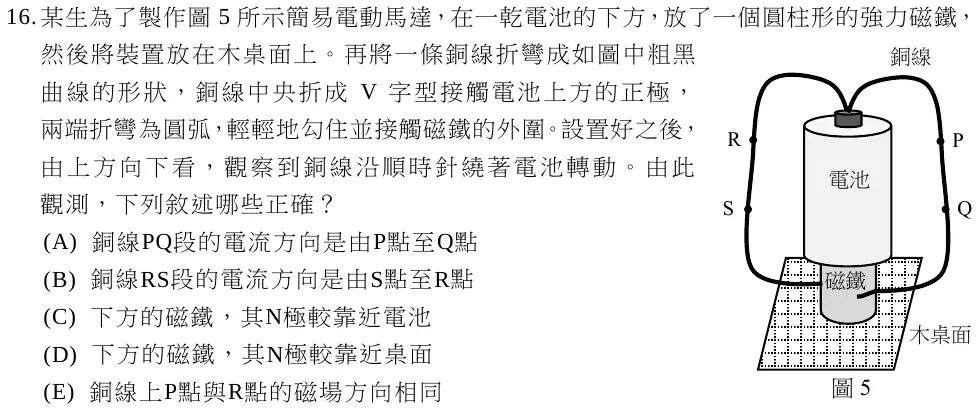 16. 某生為了製作圖 5 所示簡易電動馬達，在一乾電池的下方，放了一個圓柱形的強力磁鐵，
然後將裝置放在木桌面上。再將一條銅線折彎成如圖中粗黑
曲線的形狀，銅線中央折成 V 字型接觸電池上方的正極，
兩端折彎為圓弧，輕輕地勾住並接觸磁鐵的外圍。設置好之後，
由上方向下看，觀察到銅線沿順時針繞著電池轉動。由此
觀測，下列敘述哪些正確？
(A) 銅線PQ段的電流方向是由P點至Q點
(B) 銅線RS段的電流方向是由S點至R點
(C) 下方的磁鐵，其N極較靠近電池
(D) 下方的磁鐵，其N極較靠近桌面
(E) 銅線上P點與R點的磁場方向相同
銅線
R
P
電池
S
Q
磁鐵
木桌面
圖 5